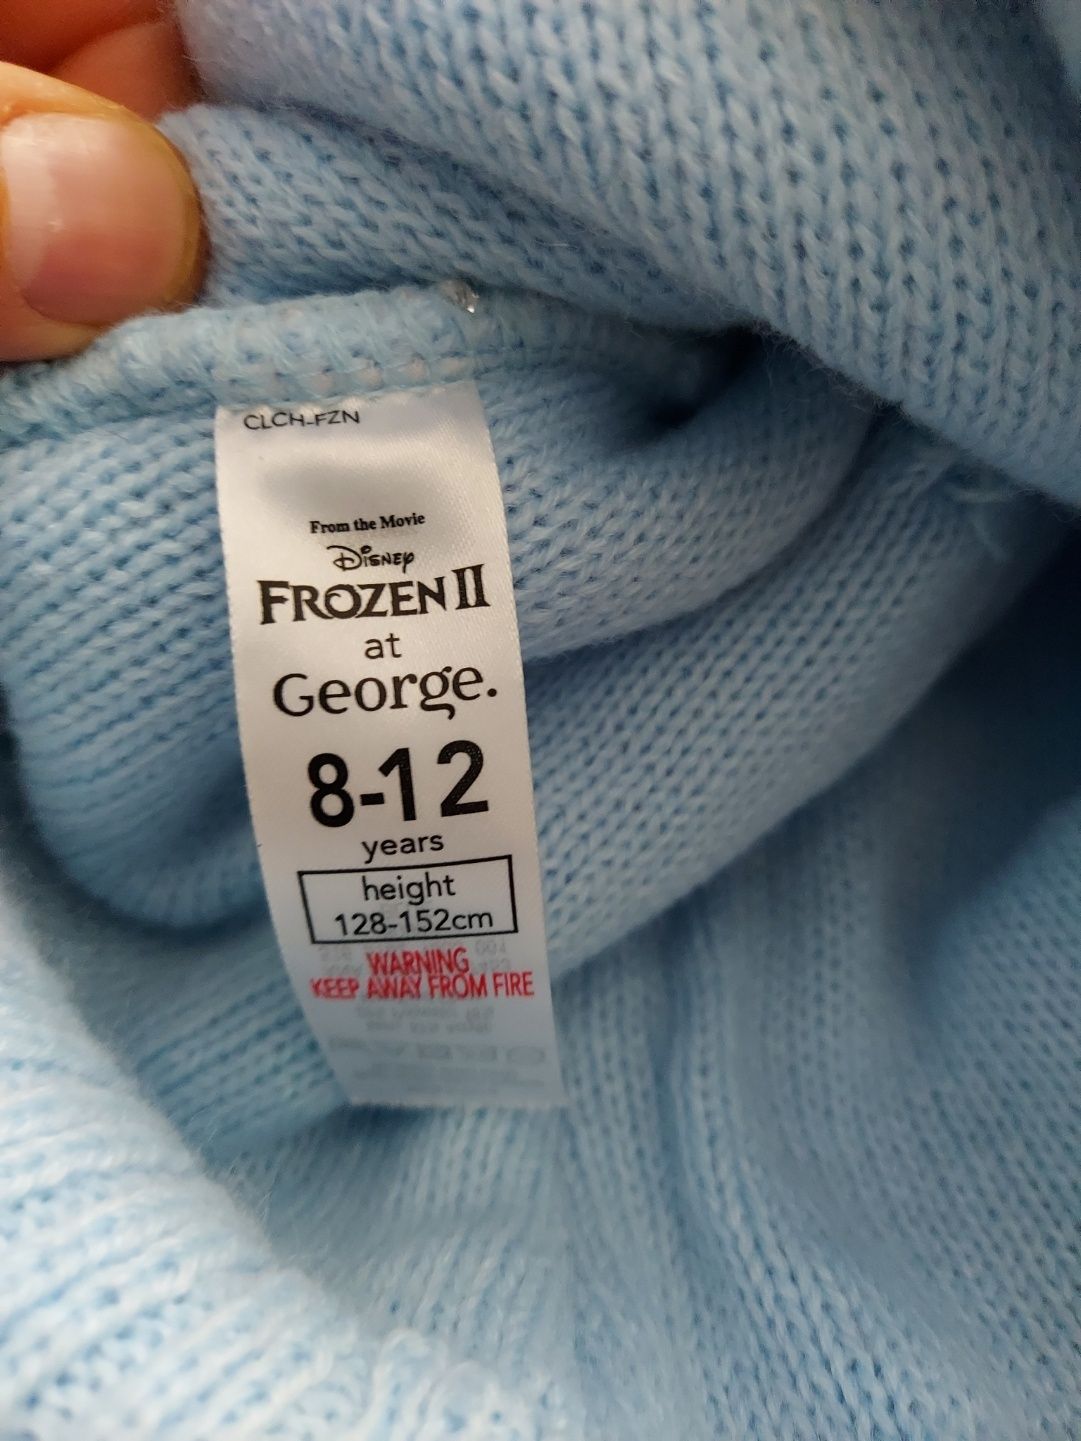 CLCH-FZN
From the Movie
Disney
FROZEN II
at
George.
8-12
years
height
128-152cm
WARNING
KEEP AWAY FROM FIRE